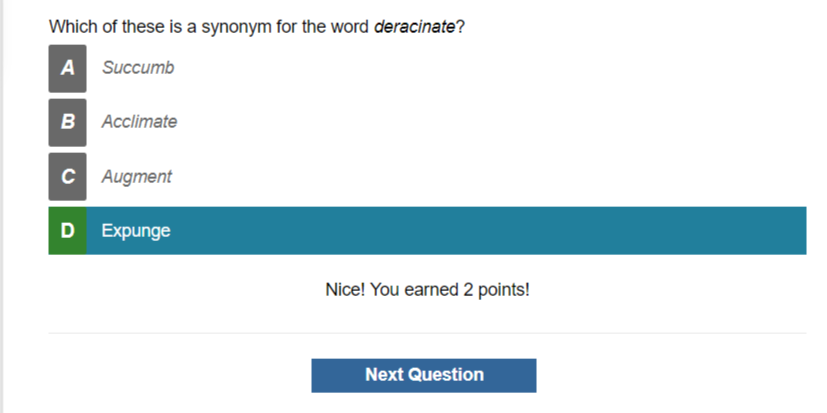 Which of these is a synonym for the word deracinate?
A Succumb
B Acclimate
C Augment
D Expunge
Nice! You earned 2 points!
Next Question